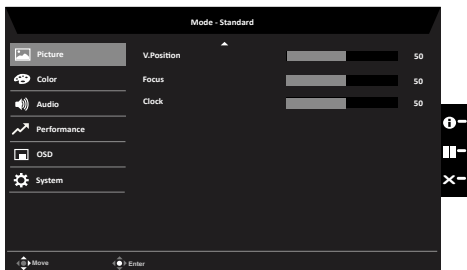 Mode - Standard
Picture
V.Position 50
Color
Focus 50
Audio
Clock 50
Performance
OSD
System
Move Enter